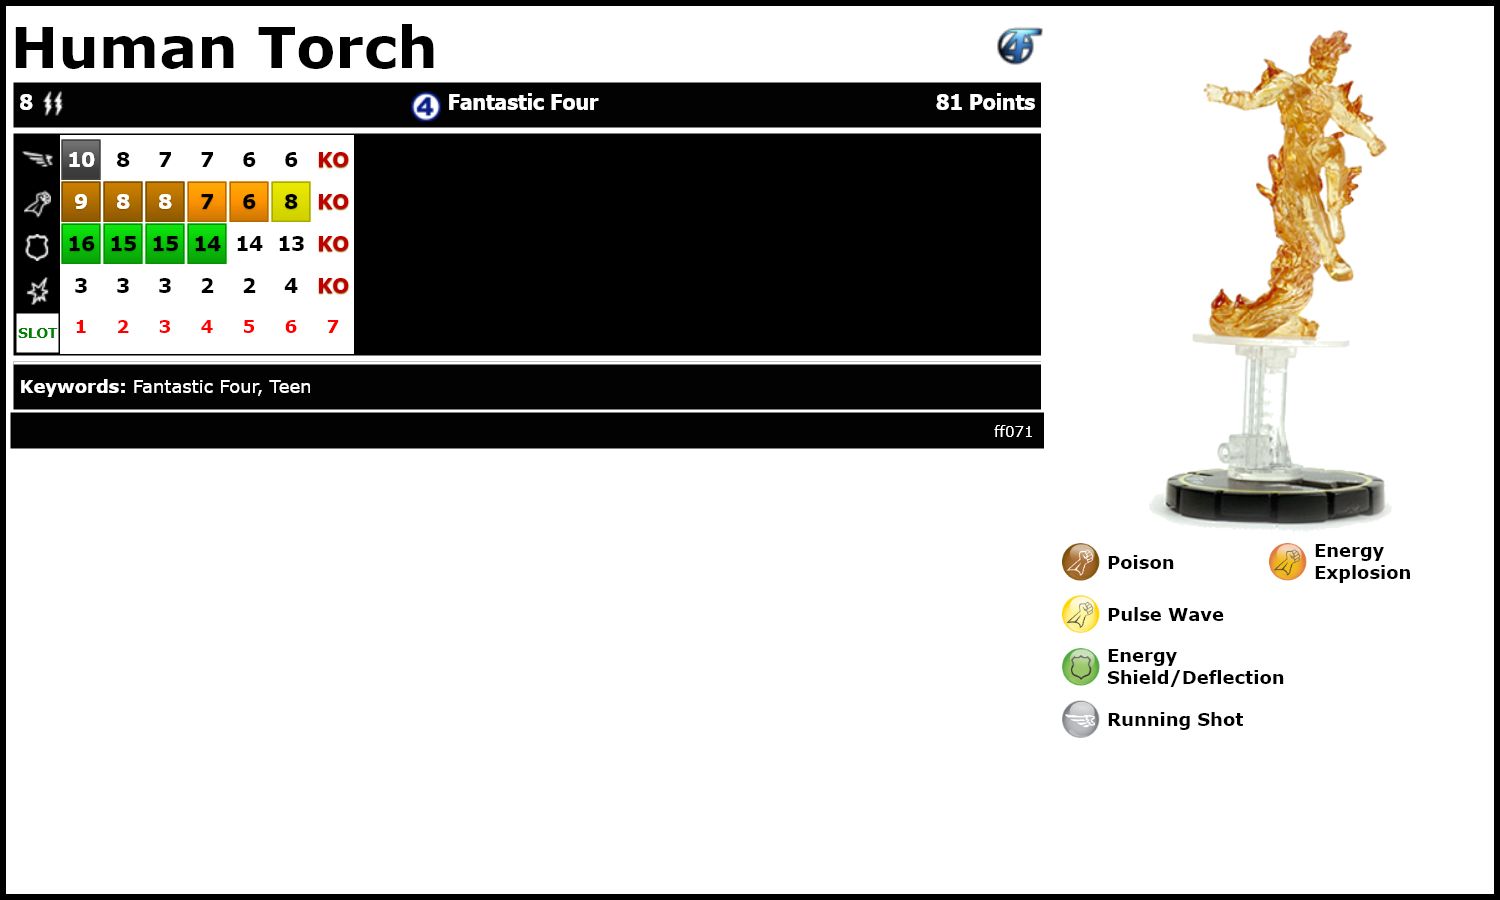 Human Torch
8
4 Fantastic Four
81 Points
10 8 7 7 6 6 KO
9 8 8 7 6 8 KO
16 15 15 14 14 13 KO
3 3 3 2 2 4 KO
SLOT 1 2 3 4 5 6 7
Keywords: Fantastic Four, Teen
ff071
Poison
Energy
Explosion
Pulse Wave
Energy
Shield/Deflection
Running Shot